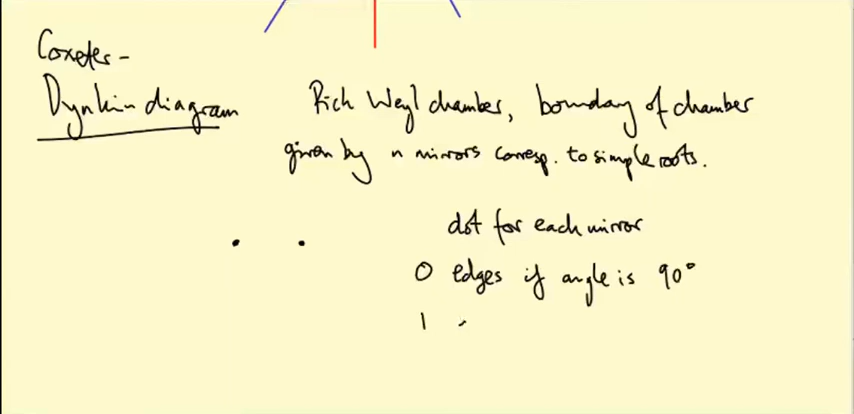 Coxeter-
Dynkin diagram
Pick Weyl chamber, boundary of chamber
given by n mirrors corresp. to simple roots.
dot for each mirror
0 edges if angle is 90°
1